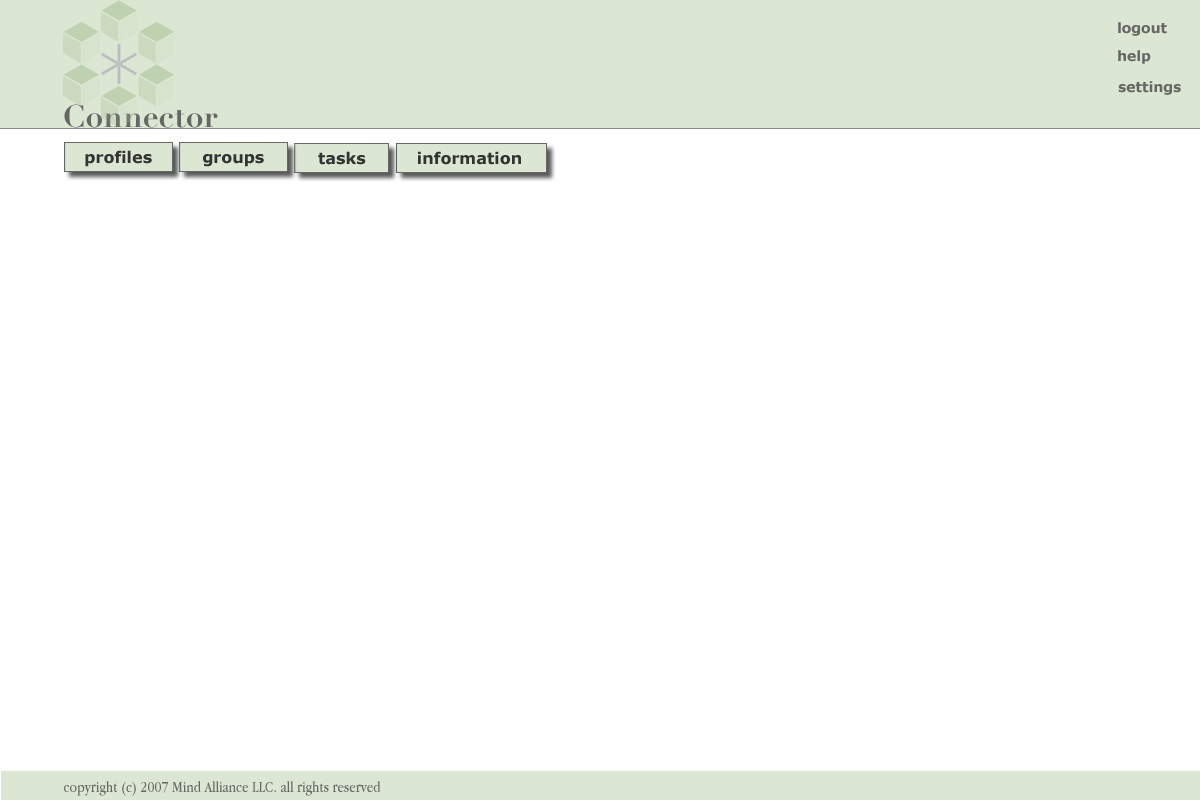 logout
help
settings
Connector
profiles groups tasks information
copyright (c) 2007 Mind Alliance LLC. all rights reserved